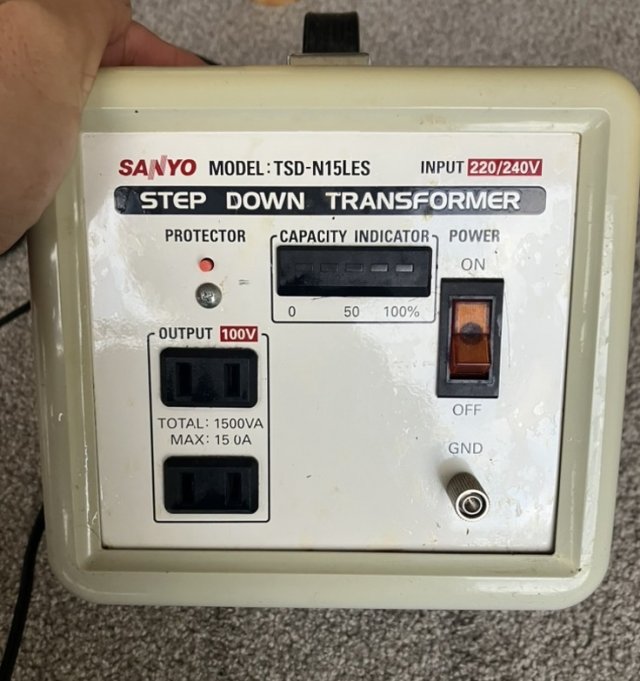 SANYO MODEL: TSD-N15LES INPUT 220/240V
STEP DOWN TRANSFORMER
PROTECTOR
CAPACITY INDICATOR
POWER
ON
0 50 100%
OUTPUT 100V
TOTAL: 1500VA
MAX: 15 0A
OFF
GND